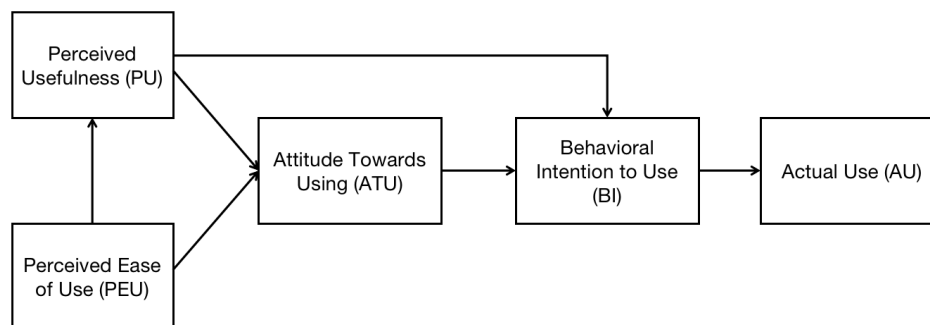 Perceived
Usefulness (PU)
Attitude Towards
Using (ATU)
Behavioral
Intention to Use
(BI)
Actual Use (AU)
Perceived Ease
of Use (PEU)